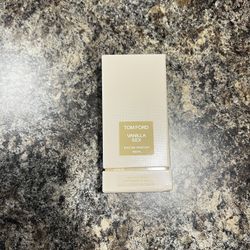 TOM FORD
VANILLA
SEX
EAU DE PARFUM